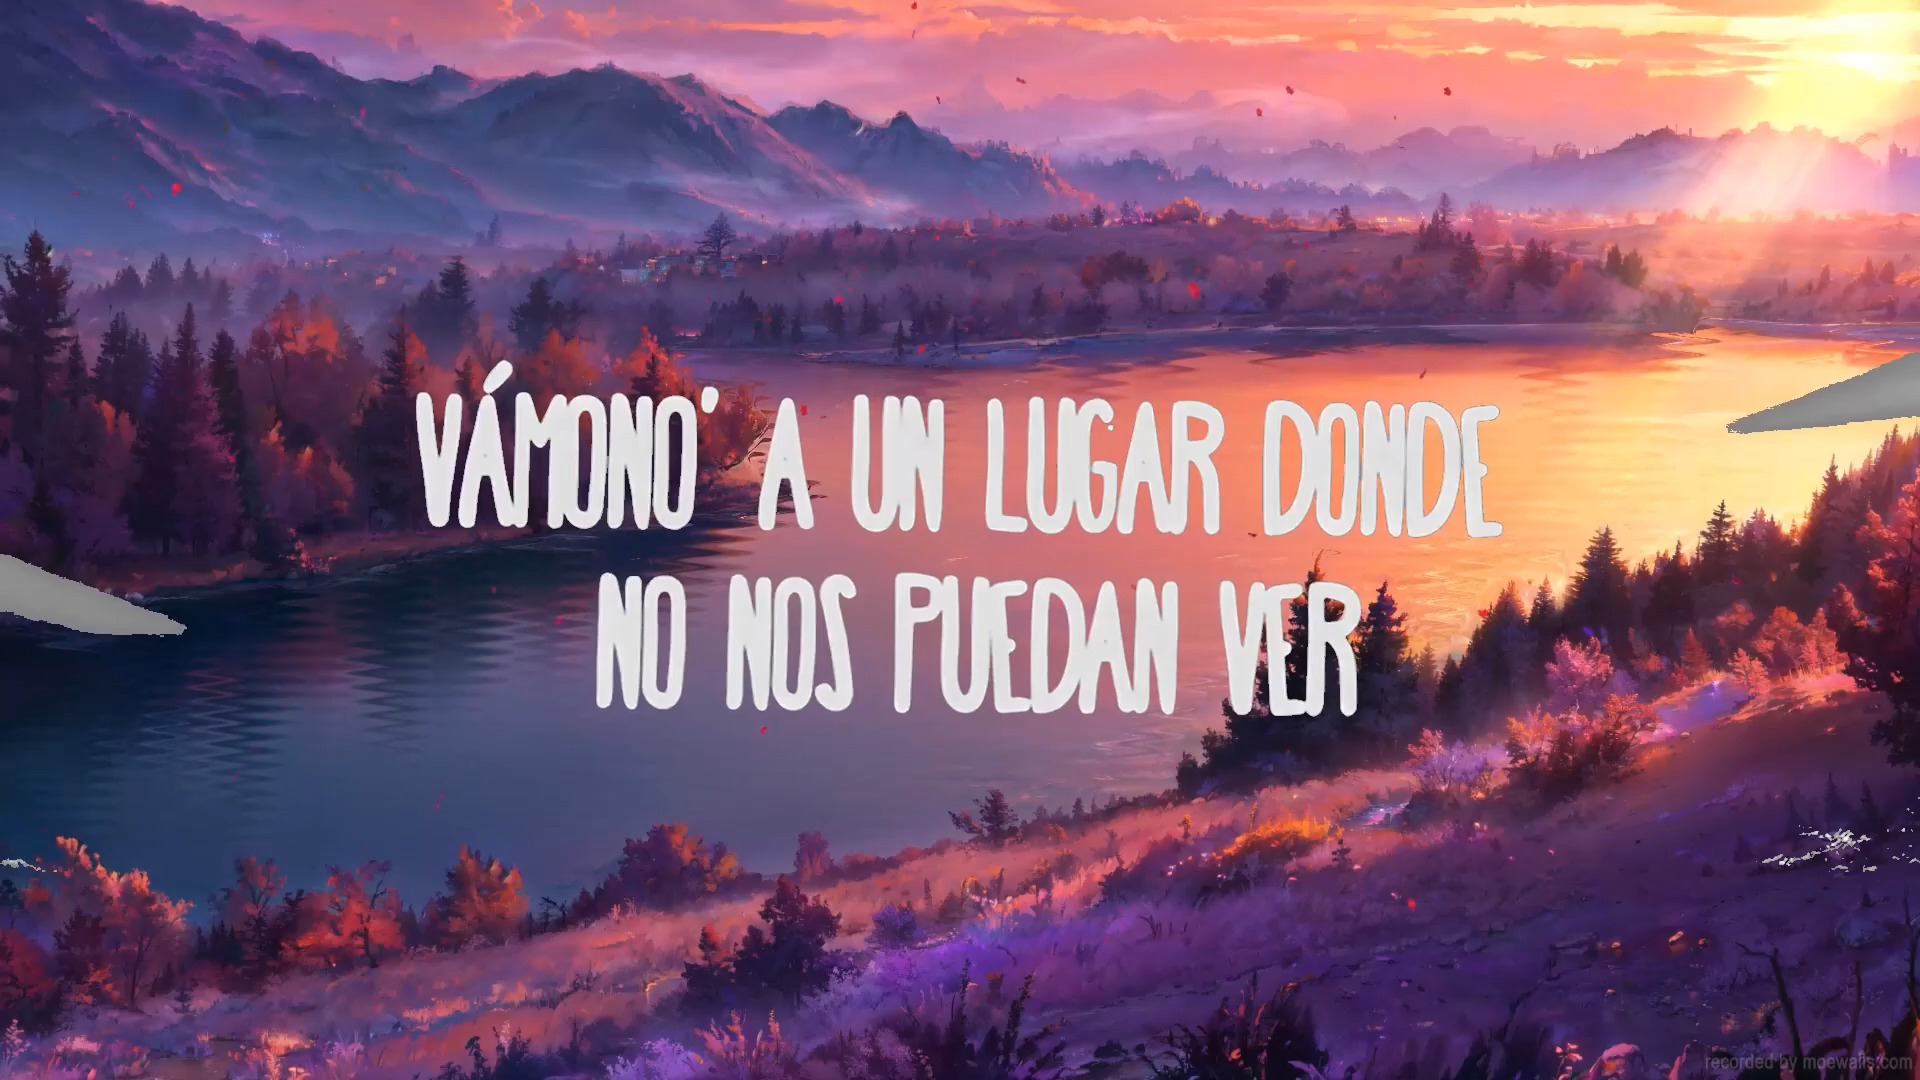 VÁMONO' A UN LUGAR DONDE
NO NOS PUEDAN VER
recorded by moewalls.com